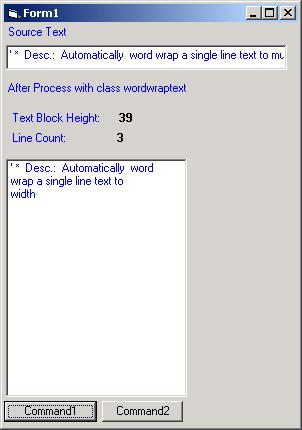 Form1
Source Text
'* Desc.: Automatically word wrap a single line text to mu
After Process with class wordwraptext
Text Block Height: 39
Line Count: 3
'* Desc.: Automatically word
wrap a single line text to
width
Command1 Command2